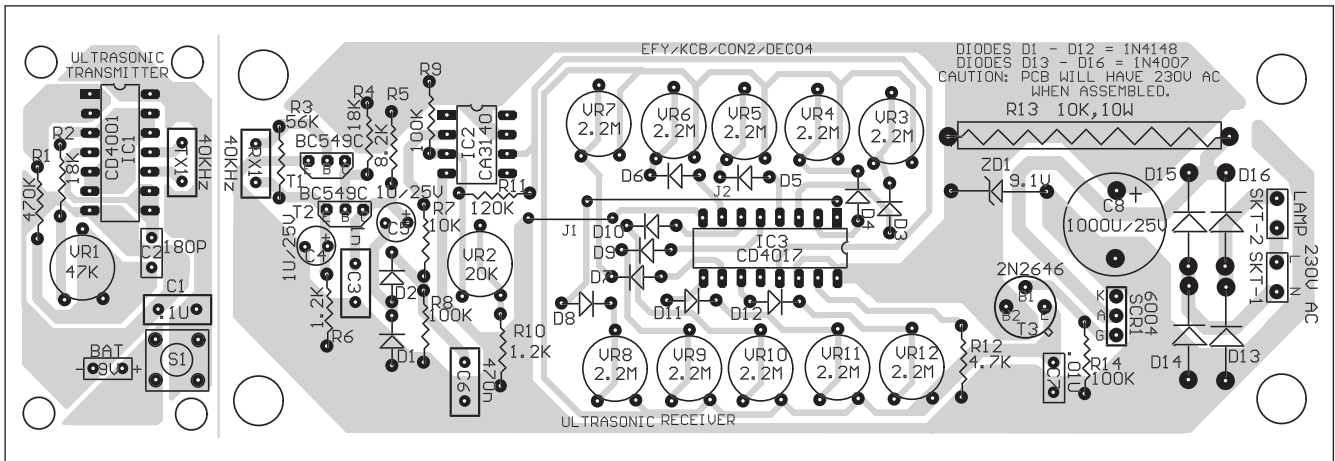 ULTRASONIC
TRANSMITTER
R1
470K
R2
18K
CD4001
IC1
TX1
40KHz
VR1
47K
C2
180P
C1
.1U
BAT
- 9V +
S1
EFY/KCB/CON2/DEC04
DIODES D1 - D12 = 1N4148
DIODES D13 - D16 = 1N4007
CAUTION: PCB WILL HAVE 230V AC
WHEN ASSEMBLED.
R13 10K,10W
40KHz
RX1
R3
56K
T1
BC549C
B
R4
18K
R5
8.2K
R9
100K
IC2
CA3140
R11
120K
BC549C
B
T2
1U/25V
C5
+
1U/25V
C4
+
1n
C3
R7
10K
VR2
20K
D2
D1
1.2K
R6
R8
100K
R10
1.2K
470n
C6
VR7
2.2M
VR6
2.2M
VR5
2.2M
VR4
2.2M
VR3
2.2M
D6
D5
J2
D4
D3
J1
D10
D9
D7
D8
D11
D12
IC3
CD4017
VR8
2.2M
VR9
2.2M
VR10
2.2M
VR11
2.2M
VR12
2.2M
ULTRASONIC RECEIVER
R12
4.7K
ZD1
9.1V
C8
+
1000U/25V
2N2646
B1
B2
E
T3
K
A
G
SCR1
6004
.01U
C7
R14
100K
D15
D16
D14
D13
LAMP
SKT-2
SKT-1
L
N
230V AC